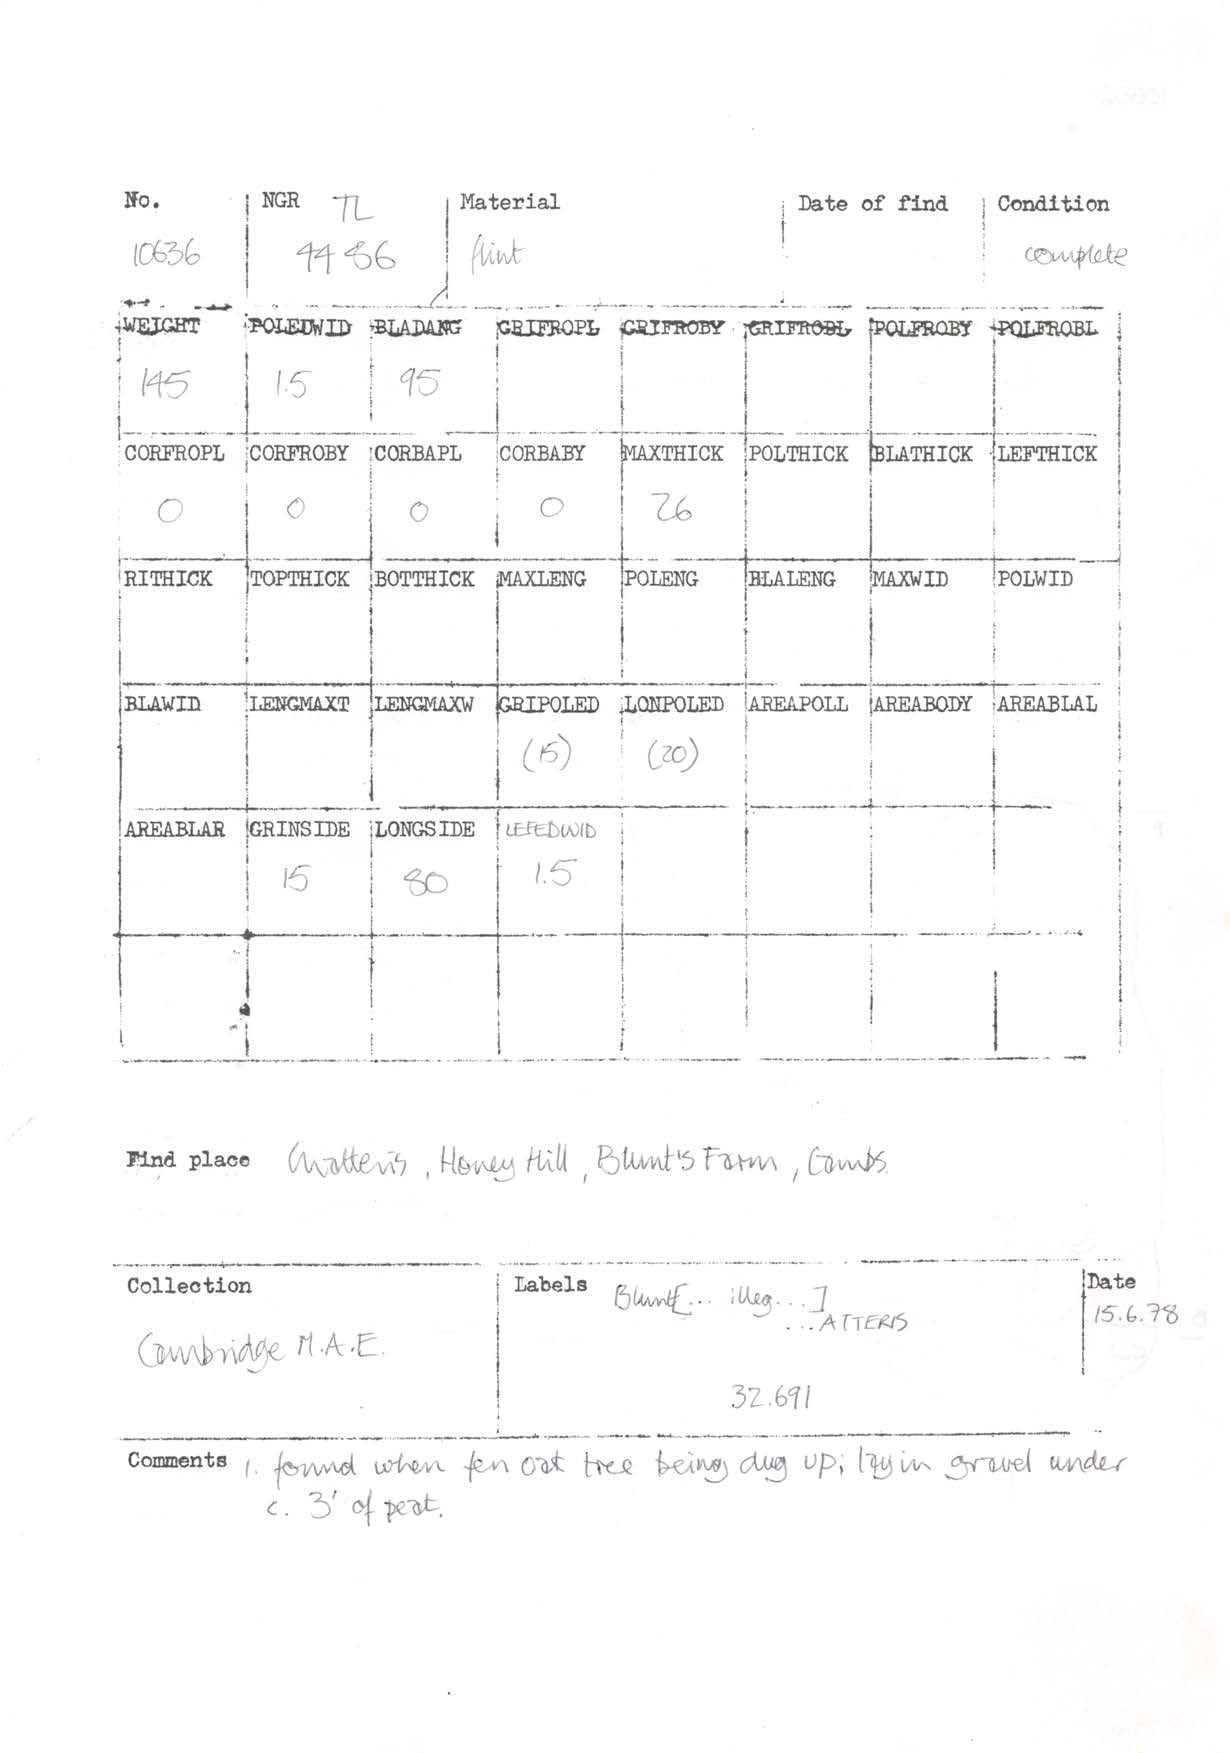 No. NGR TL Material Date of find Condition
10636 4486 flint complete
WEIGHT POLEDWID BLADANG GRIFROPL GRIFROBY GRIFROBL POLFROBY POLFROBL
145 1.5 95
CORFROPL CORFROBY CORBAPL CORBABY MAXTHICK POLTHICK BLATHICK LEFTHICK
0 0 0 0 26
RITHICK TOPTHICK BOTTHICK MAXLENG POLENG BLALENG MAXWID POLWID
BLAWID LENGMAXT LENGMAXW GRIPOLED LONPOLED AREAPOLL AREABODY AREABLAL
(15) (20)
AREABLAR GRINSIDE LONGSIDE LEFEDWID
15 80 1.5
Find place Chatteris, Honey Hill, Blunt's Farm, Cambs.
Collection Labels Blunt[... illeg...] Date
...ATTERIS 15.6.78
Cambridge M.A.E.
32.691
Comments 1. found when fen oak tree being dug up; lay in gravel under
c. 3' of peat.